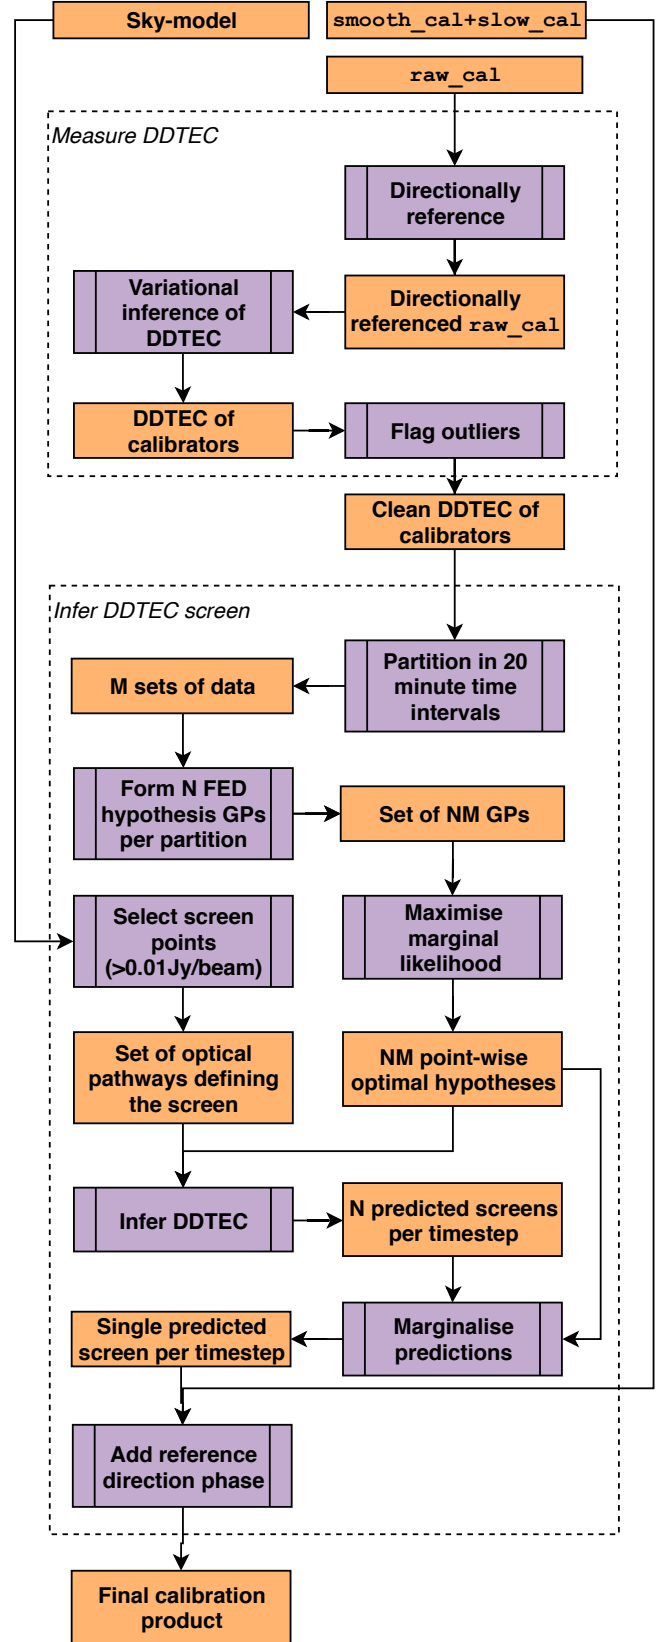 Sky-model
smooth_cal+slow_cal
raw_cal
Measure DDTEC
Directionally
reference
Directionally
referenced raw_cal
Variational
inference of
DDTEC
DDTEC of
calibrators
Flag outliers
Clean DDTEC of
calibrators
Infer DDTEC screen
Partition in 20
minute time
intervals
M sets of data
Form N FED
hypothesis GPs
per partition
Set of NM GPs
Select screen
points
(>0.01Jy/beam)
Maximise
marginal
likelihood
Set of optical
pathways defining
the screen
NM point-wise
optimal hypotheses
Infer DDTEC
N predicted screens
per timestep
Marginalise
predictions
Single predicted
screen per timestep
Add reference
direction phase
Final calibration
product